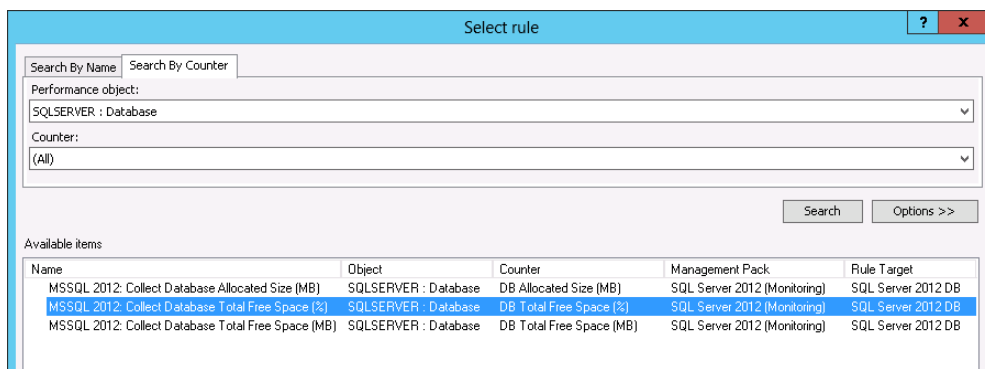 Select rule
? x
Search By Name Search By Counter
Performance object:
SQLSERVER : Database
Counter:
(All)
Search Options >>
Available items
Name Object Counter Management Pack Rule Target
MSSQL 2012: Collect Database Allocated Size (MB) SQLSERVER : Database DB Allocated Size (MB) SQL Server 2012 (Monitoring) SQL Server 2012 DB
MSSQL 2012: Collect Database Total Free Space (%) SQLSERVER : Database DB Total Free Space (%) SQL Server 2012 (Monitoring) SQL Server 2012 DB
MSSQL 2012: Collect Database Total Free Space (MB) SQLSERVER : Database DB Total Free Space (MB) SQL Server 2012 (Monitoring) SQL Server 2012 DB